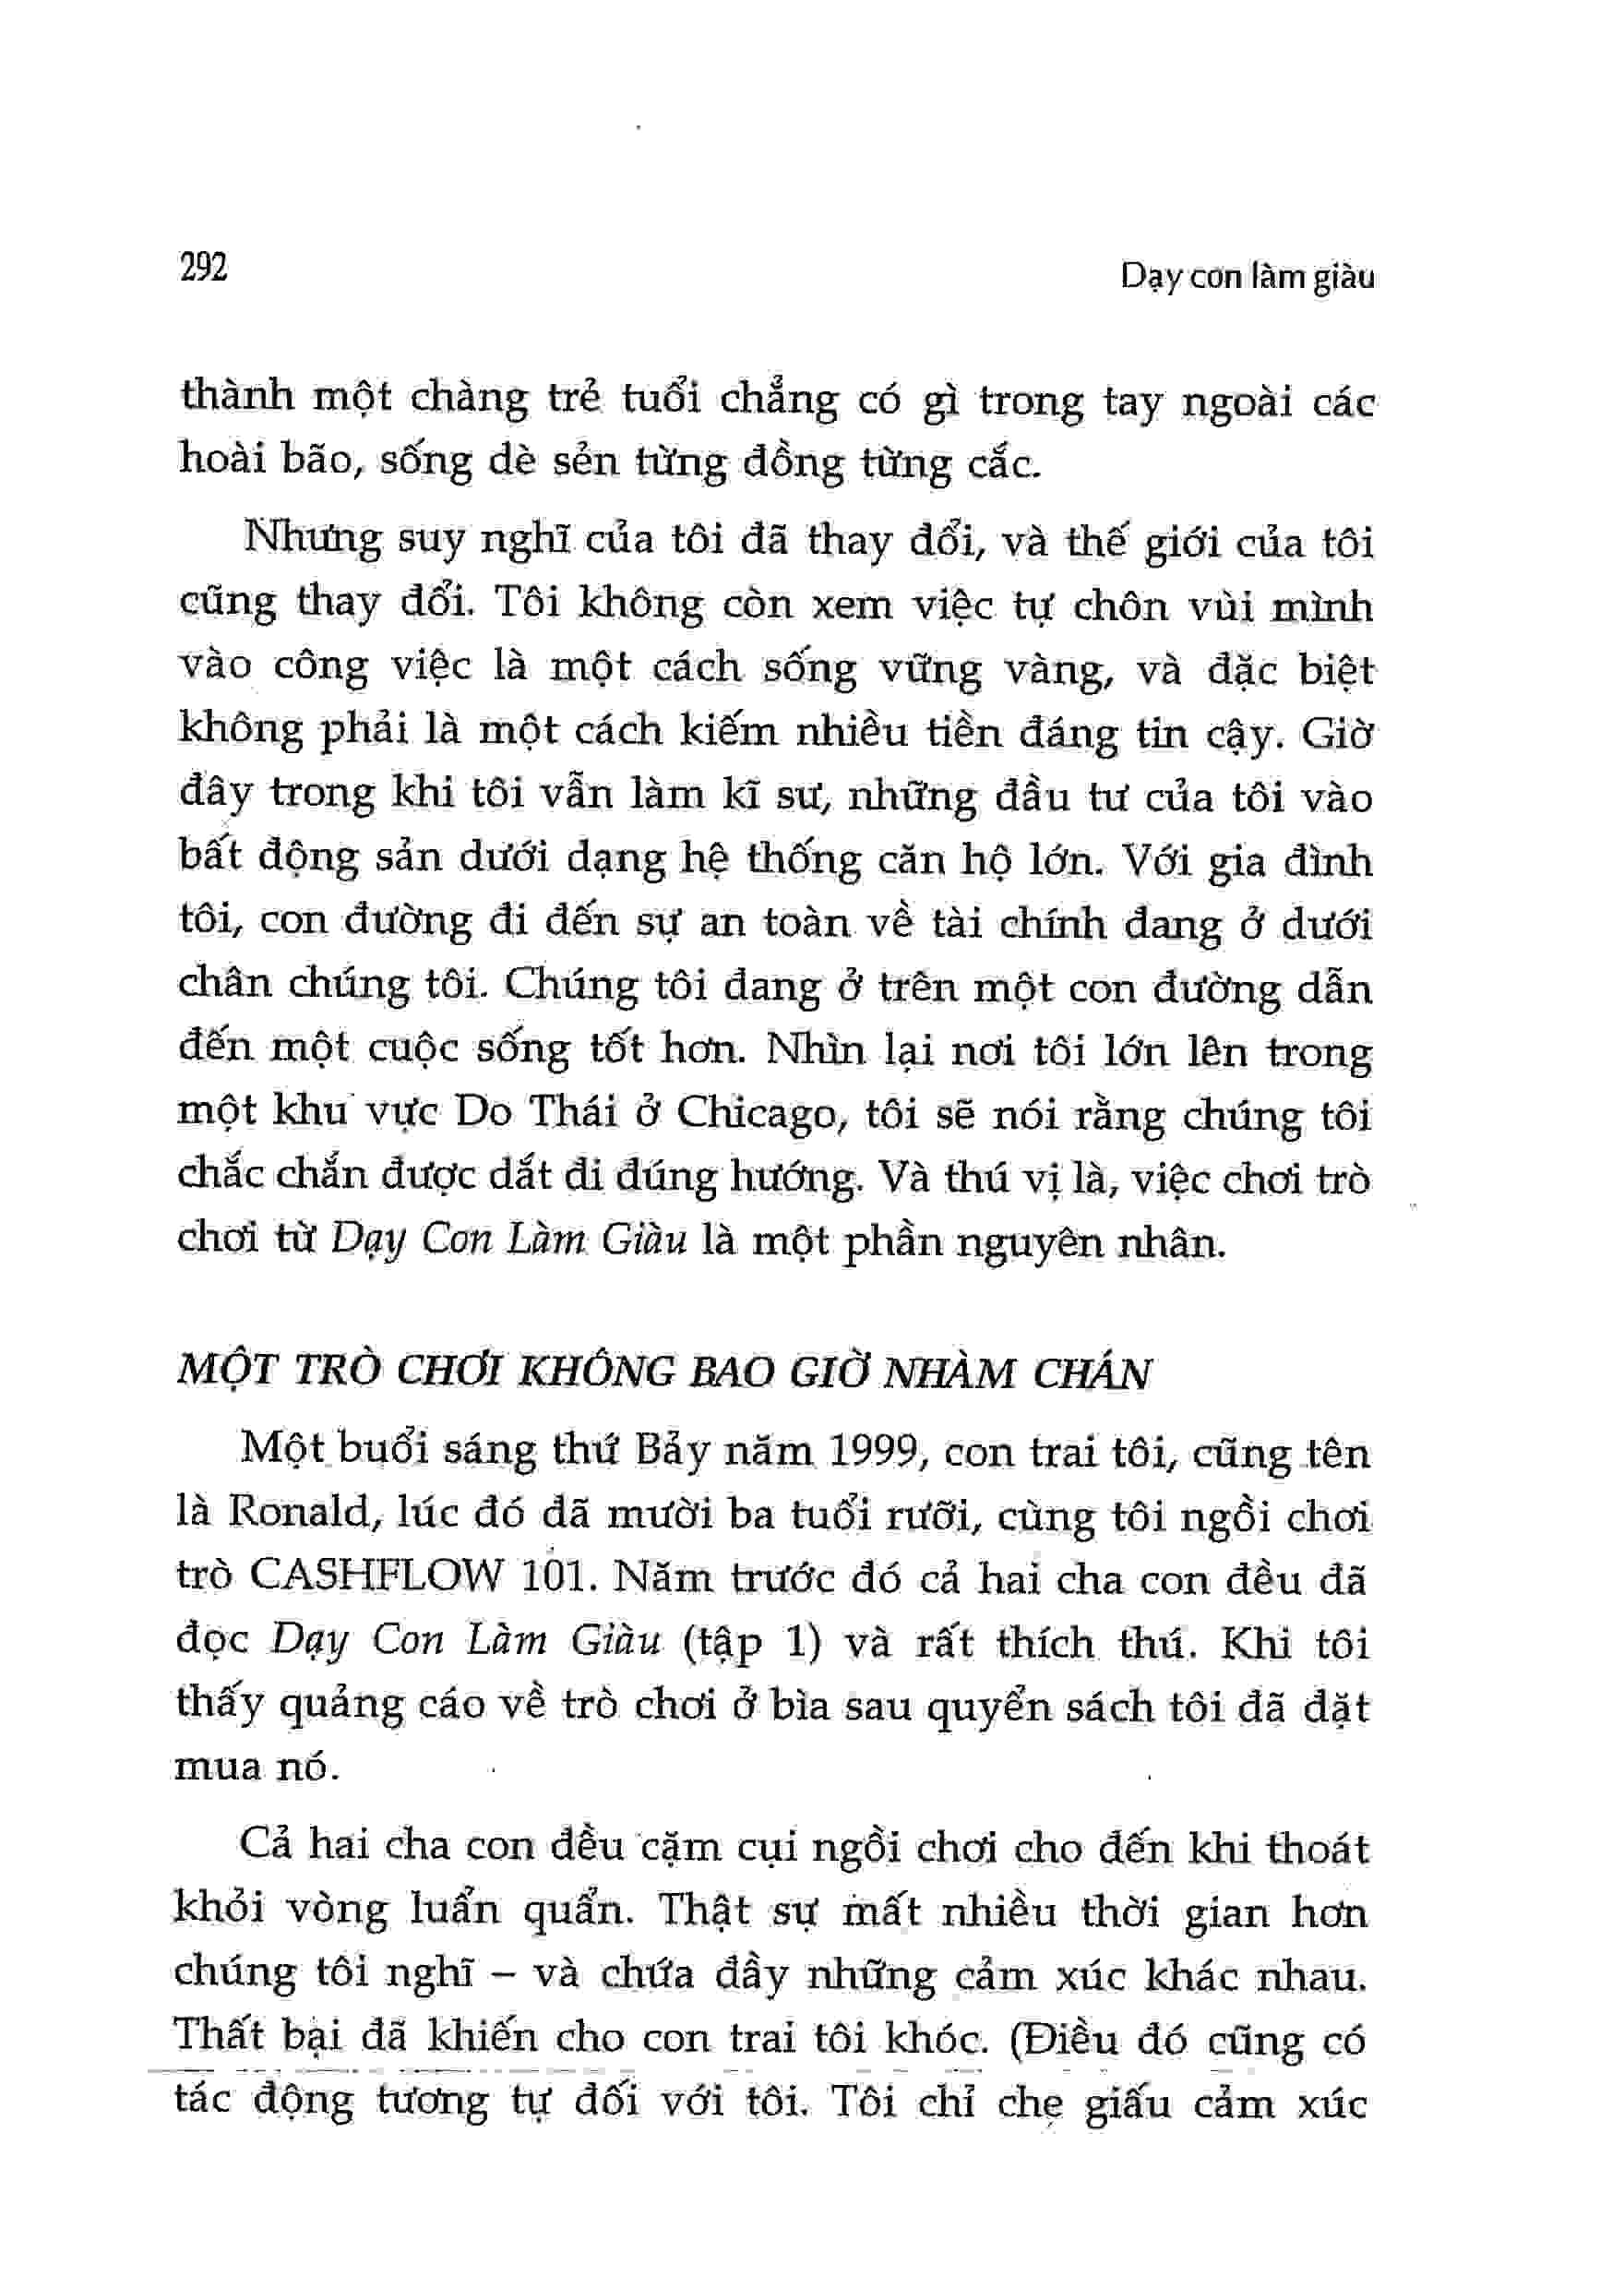 292
Dạy con làm giàu
thành một chàng trẻ tuổi chẳng có gì trong tay ngoài các
hoài bão, sống dè sẻn từng đồng từng cắc.
Nhưng suy nghĩ của tôi đã thay đổi, và thế giới của tôi
cũng thay đổi. Tôi không còn xem việc tự chôn vùi mình
vào công việc là một cách sống vững vàng, và đặc biệt
không phải là một cách kiếm nhiều tiền đáng tin cậy. Giờ
đây trong khi tôi vẫn làm kĩ sư, những đầu tư của tôi vào
bất động sản dưới dạng hệ thống căn hộ lớn. Với gia đình
tôi, con đường đi đến sự an toàn về tài chính đang ở dưới
chân chúng tôi. Chúng tôi đang ở trên một con đường dẫn
đến một cuộc sống tốt hơn. Nhìn lại nơi tôi lớn lên trong
một khu vực Do Thái ở Chicago, tôi sẽ nói rằng chúng tôi
chắc chắn được dắt đi đúng hướng. Và thú vị là, việc chơi trò
chơi từ Dạy Con Làm Giàu là một phần nguyên nhân.
MỘT TRÒ CHƠI KHÔNG BAO GIỜ NHÀM CHÁN
Một buổi sáng thứ Bảy năm 1999, con trai tôi, cũng tên
là Ronald, lúc đó đã mười ba tuổi rưỡi, cùng tôi ngồi chơi
trò CASHFLOW 101. Năm trước đó cả hai cha con đều đã
đọc Dạy Con Làm Giàu (tập 1) và rất thích thú. Khi tôi
thấy quảng cáo về trò chơi ở bìa sau quyển sách tôi đã đặt
mua nó.
Cả hai cha con đều cặm cụi ngồi chơi cho đến khi thoát
khỏi vòng luẩn quẩn. Thật sự mất nhiều thời gian hơn
chúng tôi nghĩ – và chứa đầy những cảm xúc khác nhau.
Thất bại đã khiến cho con trai tôi khóc. (Điều đó cũng có
tác động tương tự đối với tôi. Tôi chỉ che giấu cảm xúc